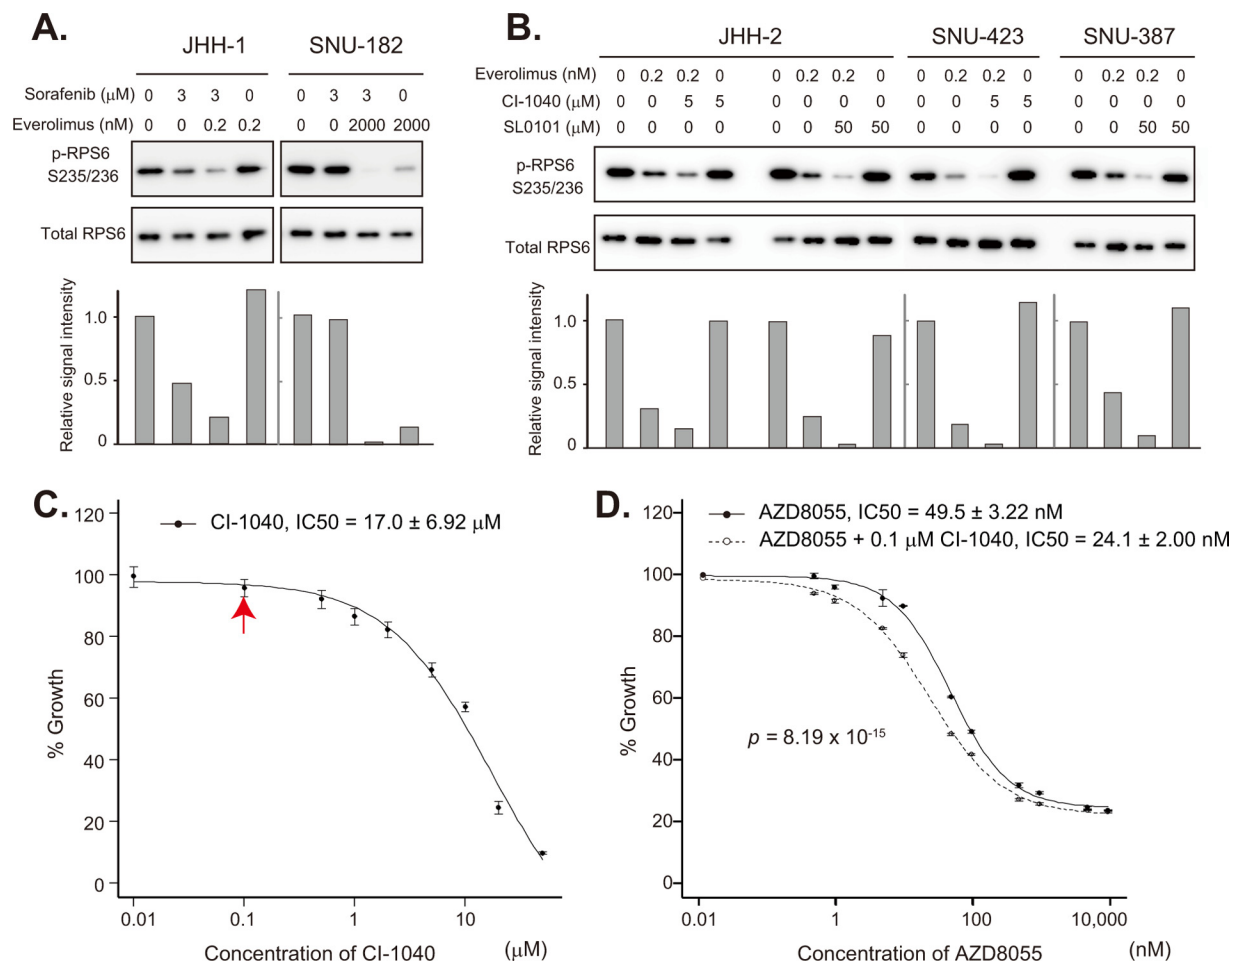 A.
JHH-1 SNU-182
Sorafenib (μM) 0 3 3 0 0 3 3 0
Everolimus (nM) 0 0 0.2 0.2 0 0 2000 2000
p-RPS6
S235/236
Total RPS6
Relative signal intensity
1.0
0.5
0
B.
JHH-2 SNU-423 SNU-387
Everolimus (nM) 0 0.2 0.2 0 0 0.2 0.2 0 0 0.2 0.2 0 0 0.2 0.2 0
CI-1040 (μM) 0 0 5 5 0 0 0 0 0 0 5 5 0 0 0 0
SL0101 (μM) 0 0 0 0 0 0 50 50 0 0 0 0 0 0 50 50
p-RPS6
S235/236
Total RPS6
Relative signal intensity
1.0
0.5
0
C.
CI-1040, IC50 = 17.0 ± 6.92 μM
% Growth
120
100
80
60
40
20
0
0.01 0.1 1 10 (μM)
Concentration of CI-1040
D.
AZD8055, IC50 = 49.5 ± 3.22 nM
AZD8055 + 0.1 μM CI-1040, IC50 = 24.1 ± 2.00 nM
p = 8.19 x 10-15
% Growth
120
100
80
60
40
20
0
0.01 1 100 10,000 (nM)
Concentration of AZD8055